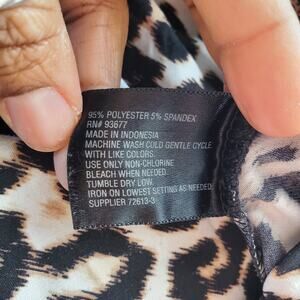 95% POLYESTER 5% SPANDEX
RN# 93677
MADE IN INDONESIA
MACHINE WASH COLD GENTLE CYCLE
WITH LIKE COLORS.
USE ONLY NON-CHLORINE
BLEACH WHEN NEEDED.
TUMBLE DRY LOW.
IRON ON LOWEST SETTING AS NEEDED.
SUPPLIER 72613-3